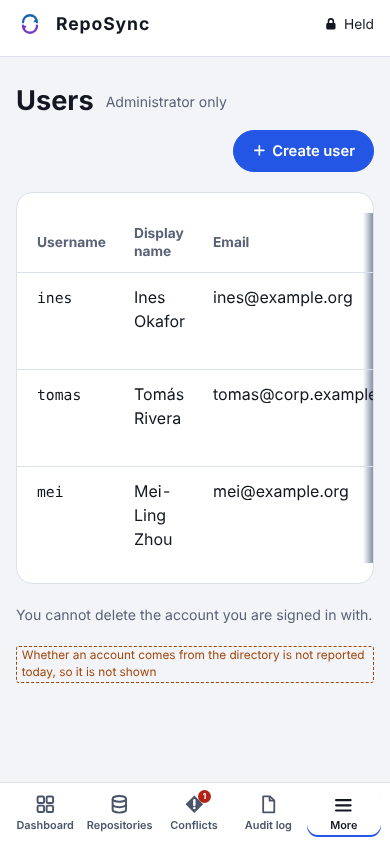 RepoSync
Held
Users Administrator only
+ Create user
Username Display name Email
ines Ines Okafor ines@example.org
tomas Tomás Rivera tomas@corp.example
mei Mei-Ling Zhou mei@example.org
You cannot delete the account you are signed in with.
Whether an account comes from the directory is not reported
today, so it is not shown
1
Dashboard Repositories Conflicts Audit log More